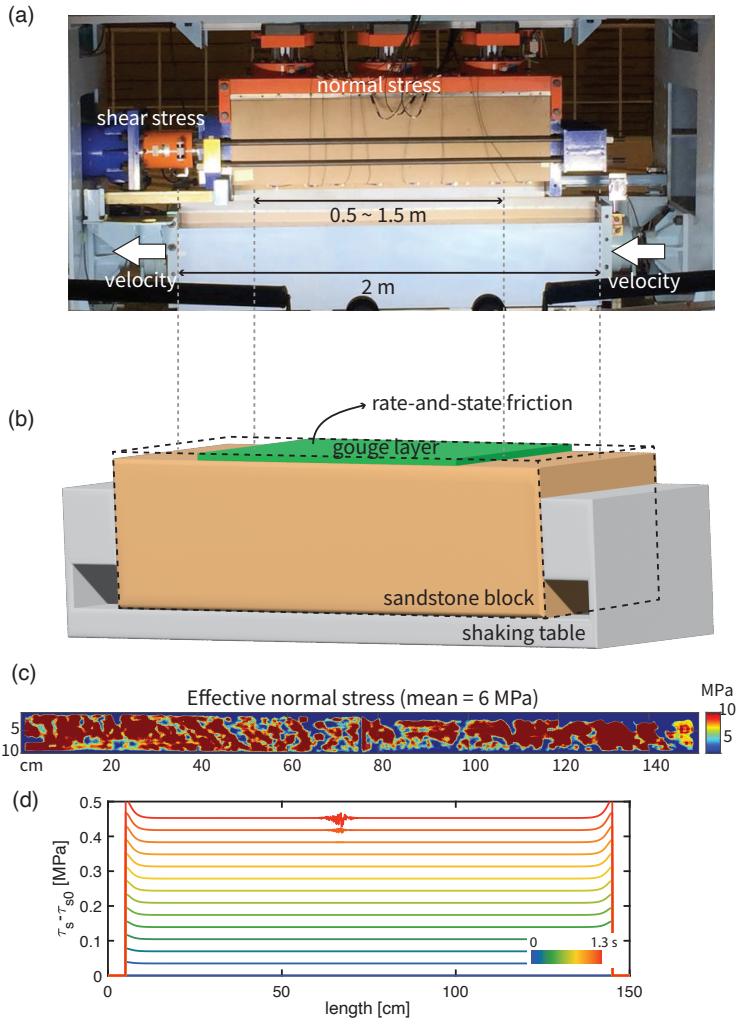 (a)
normal stress
shear stress
0.5 ~ 1.5 m
velocity
2 m
velocity
(b)
rate-and-state friction
gouge layer
sandstone block
shaking table
(c)
Effective normal stress (mean = 6 MPa)
MPa
10
5
5
10
cm 20 40 60 80 100 120 140
(d)
0.5
0.4
0.3
0.2
0.1
0
τs-τs0 [MPa]
0 1.3 s
0 50 100 150
length [cm]